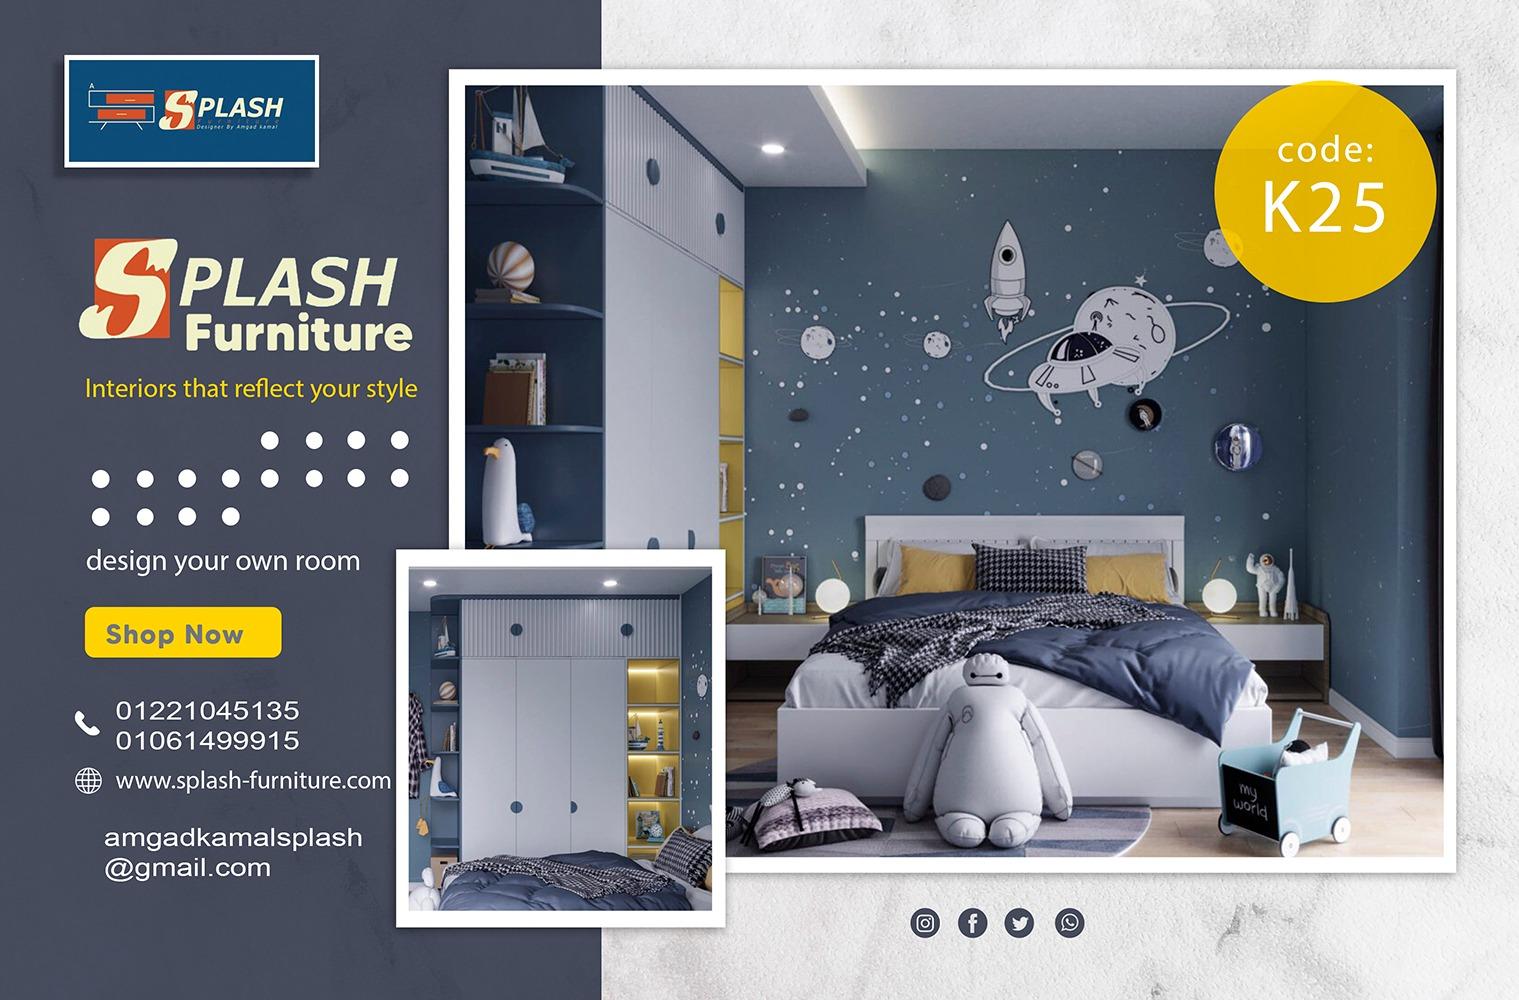 A
SPLASH
Furniture
Designer By Amgad kamal
SPLASH
Furniture
Interiors that reflect your style
design your own room
Shop Now
01221045135
01061499915
www.splash-furniture.com
amgadkamalsplash
@gmail.com
code:
K25
my
world